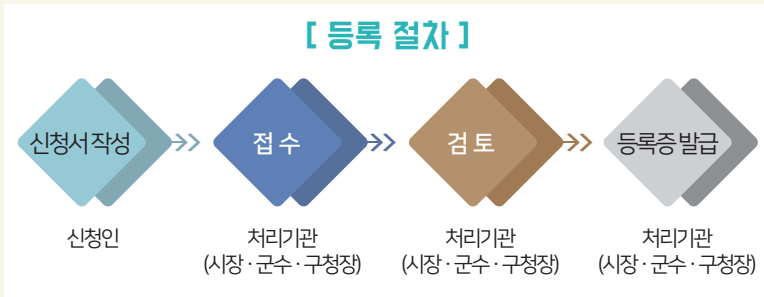 [ 등록 절차 ]
신청서 작성
접 수
검 토
등록증 발급
신청인
처리기관
(시장 · 군수 · 구청장)
처리기관
(시장 · 군수 · 구청장)
처리기관
(시장 · 군수 · 구청장)